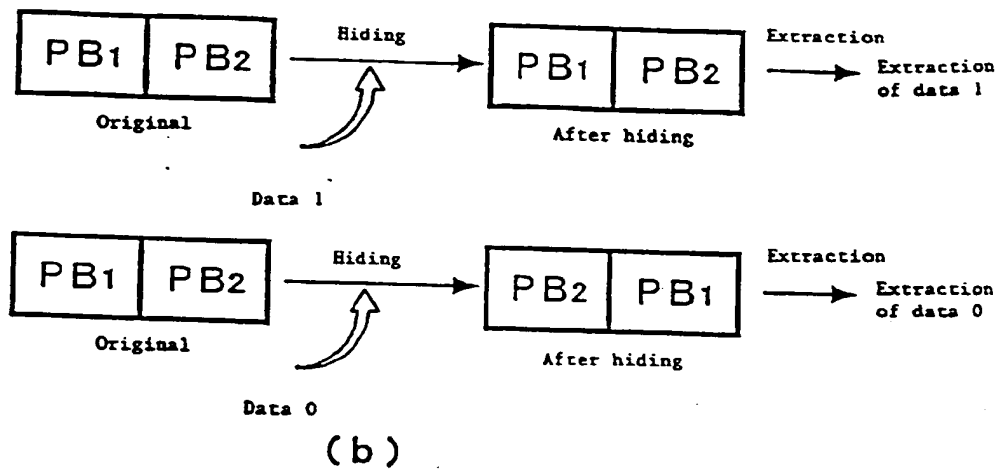 PB1 PB2
Original
Hiding
Data 1
PB1 PB2
After hiding
Extraction
Extraction
of data 1
PB1 PB2
Original
Hiding
Data 0
PB2 PB1
After hiding
Extraction
Extraction
of data 0
(b)